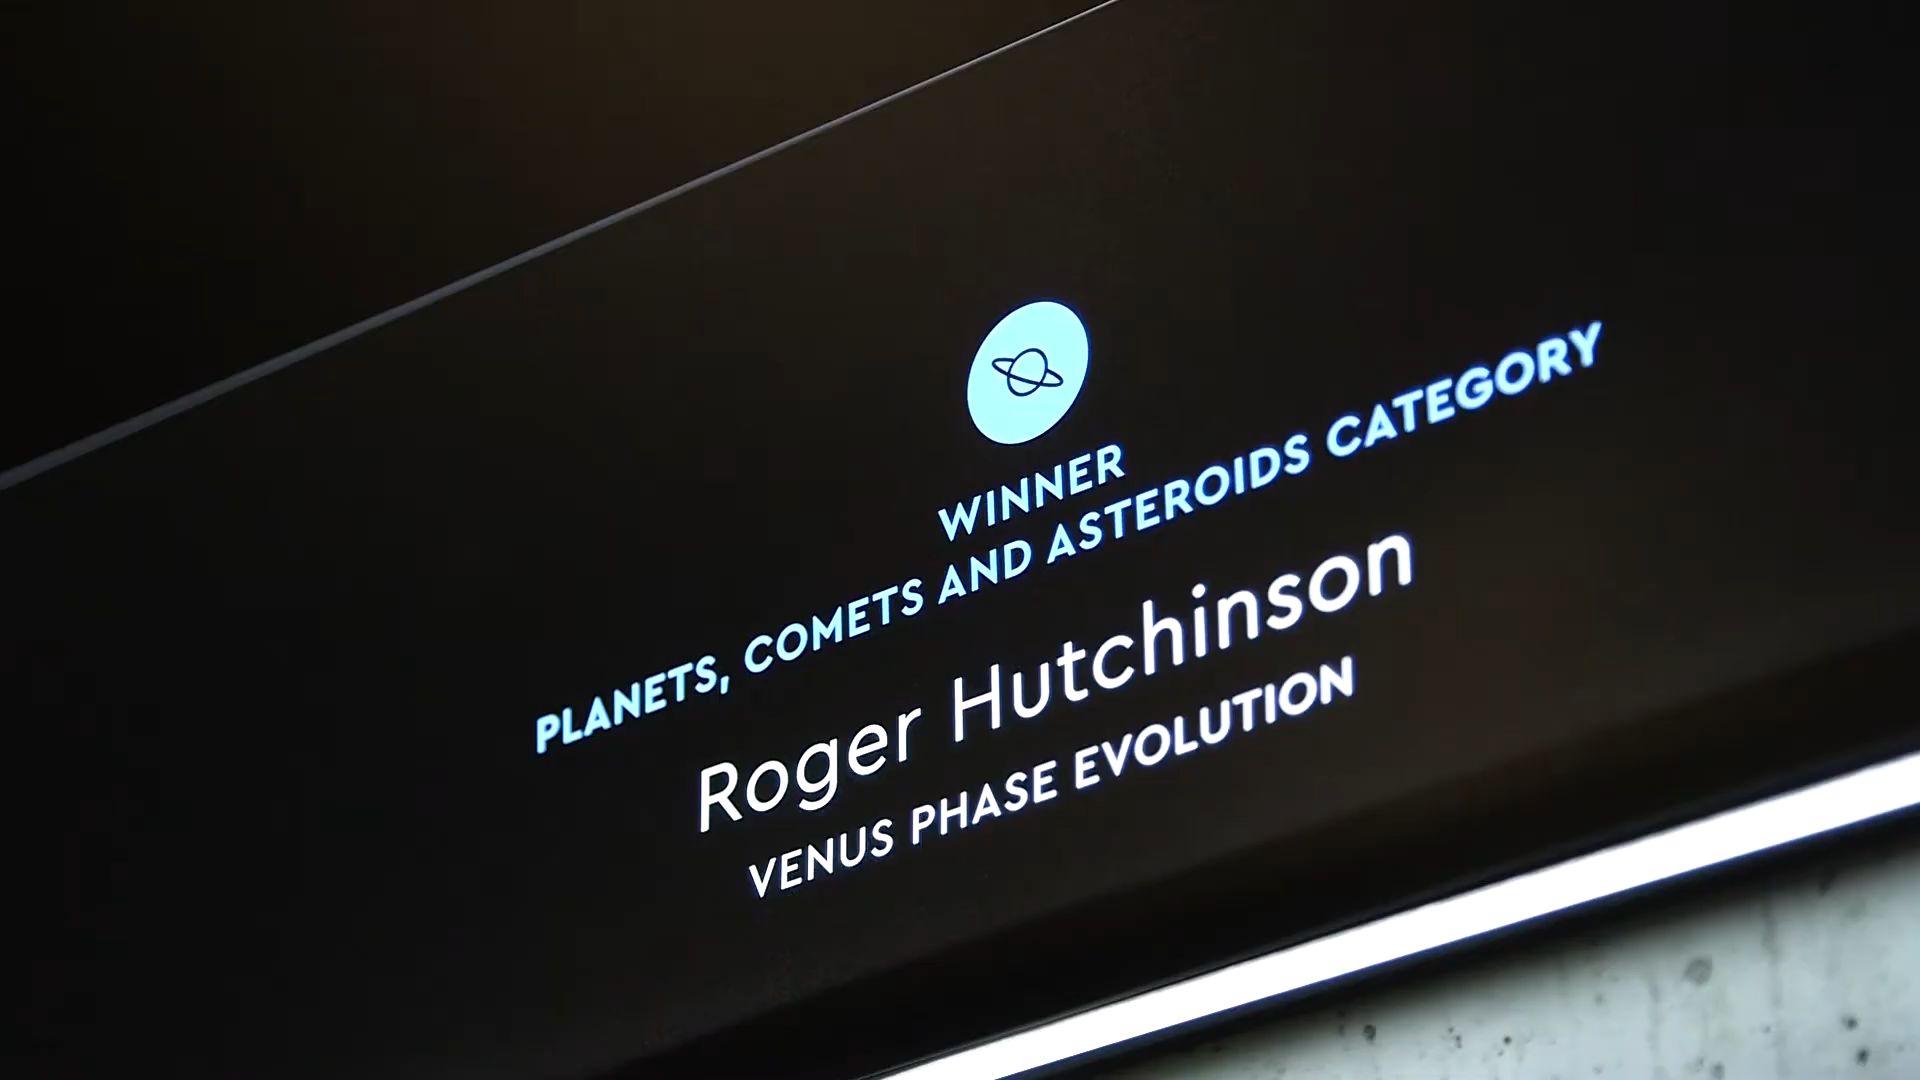 WINNER
PLANETS, COMETS AND ASTEROIDS CATEGORY
Roger Hutchinson
VENUS PHASE EVOLUTION